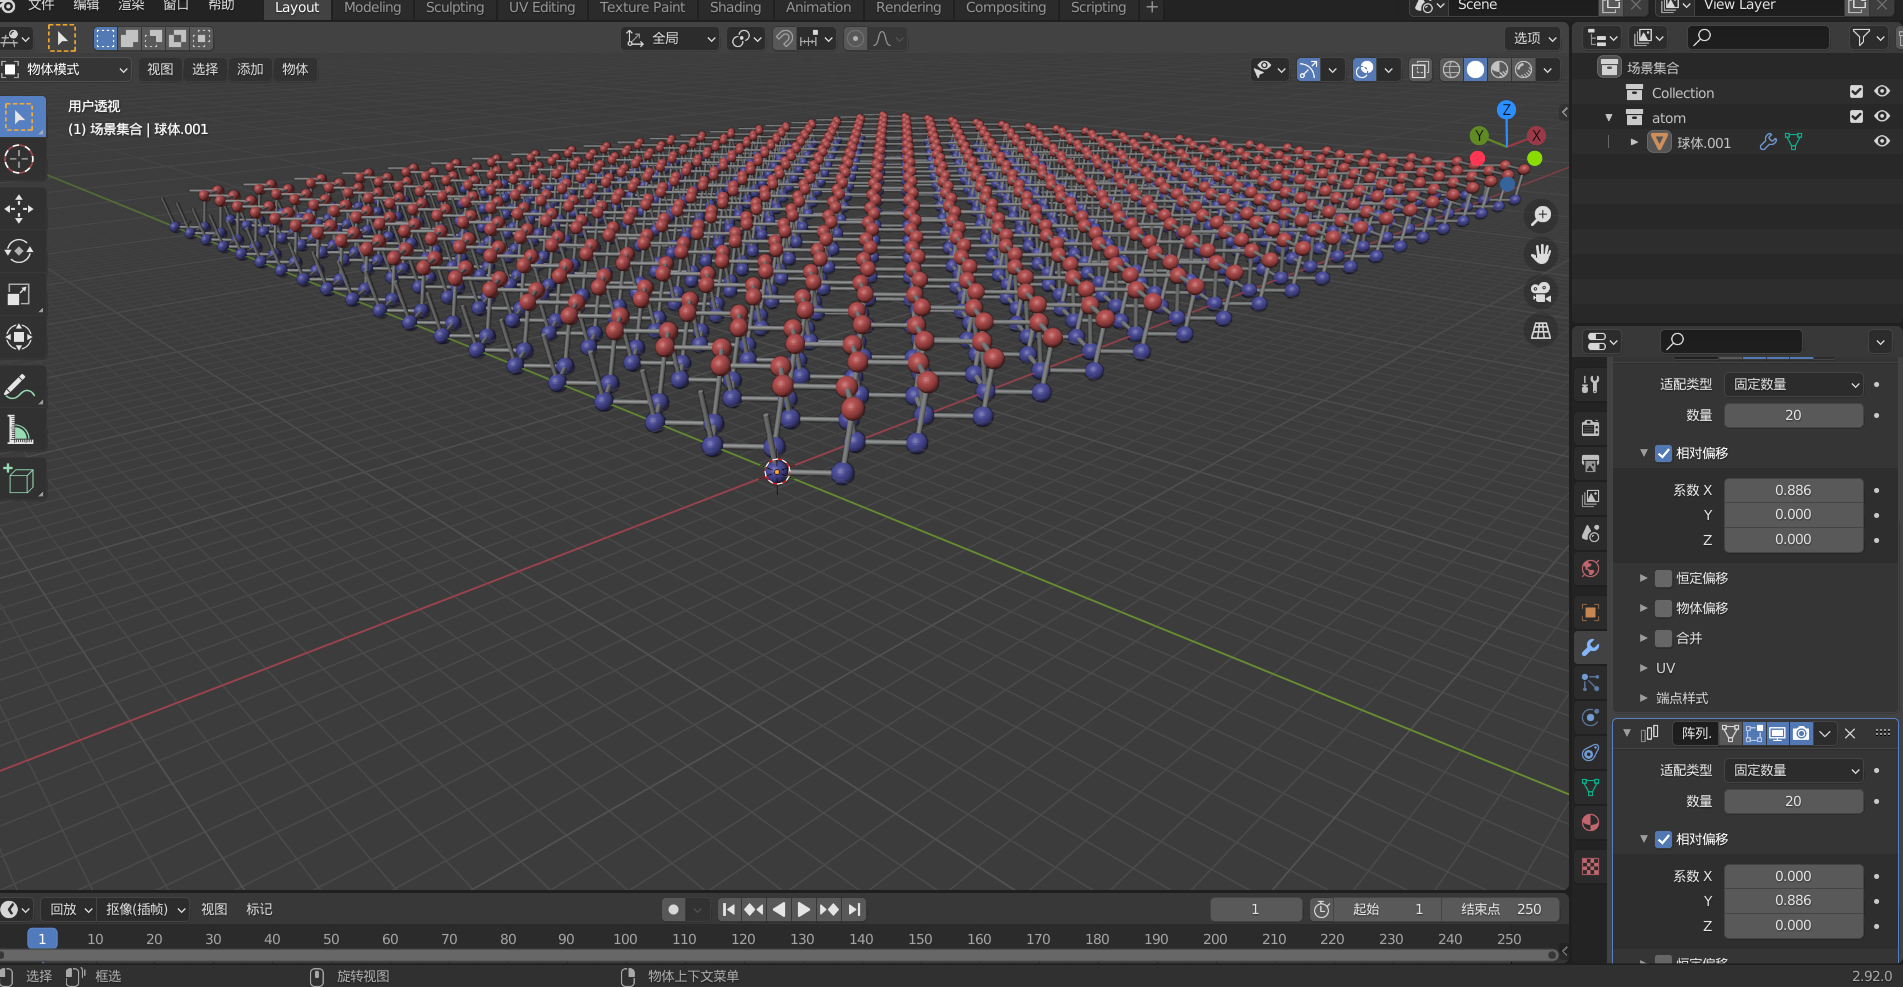 文件 编辑 渲染 窗口 帮助 Layout Modeling Sculpting UV Editing Texture Paint Shading Animation Rendering Compositing Scripting + Scene View Layer
全局 选项
物体模式 视图 选择 添加 物体
用户透视
(1) 场景集合 | 球体.001
Z
Y X
场景集合
Collection
atom
球体.001
适配类型 固定数量
数量 20
相对偏移
系数 X 0.886
Y 0.000
Z 0.000
恒定偏移
物体偏移
合并
UV
端点样式
阵列.
适配类型 固定数量
数量 20
相对偏移
系数 X 0.000
Y 0.886
Z 0.000
恒定偏移
回放 抠像(插帧) 视图 标记 1 起始 1 结束点 250
1 10 20 30 40 50 60 70 80 90 100 110 120 130 140 150 160 170 180 190 200 210 220 230 240 250
选择 框选 旋转视图 物体上下文菜单 2.92.0